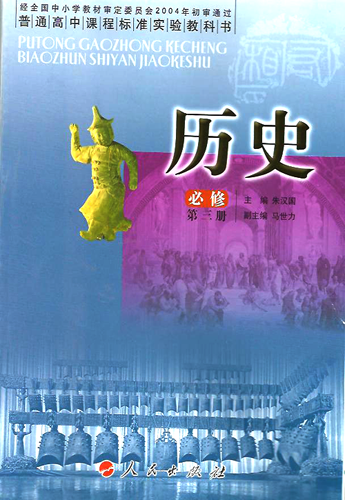 经全国中小学教材审定委员会2004年初审通过
普通高中课程标准实验教科书
PUTONG GAOZHONG KECHENG
BIAOZHUN SHIYAN JIAOKESHU
历史
必修
第三册
主编 朱汉国
副主编 马世力
人民出版社